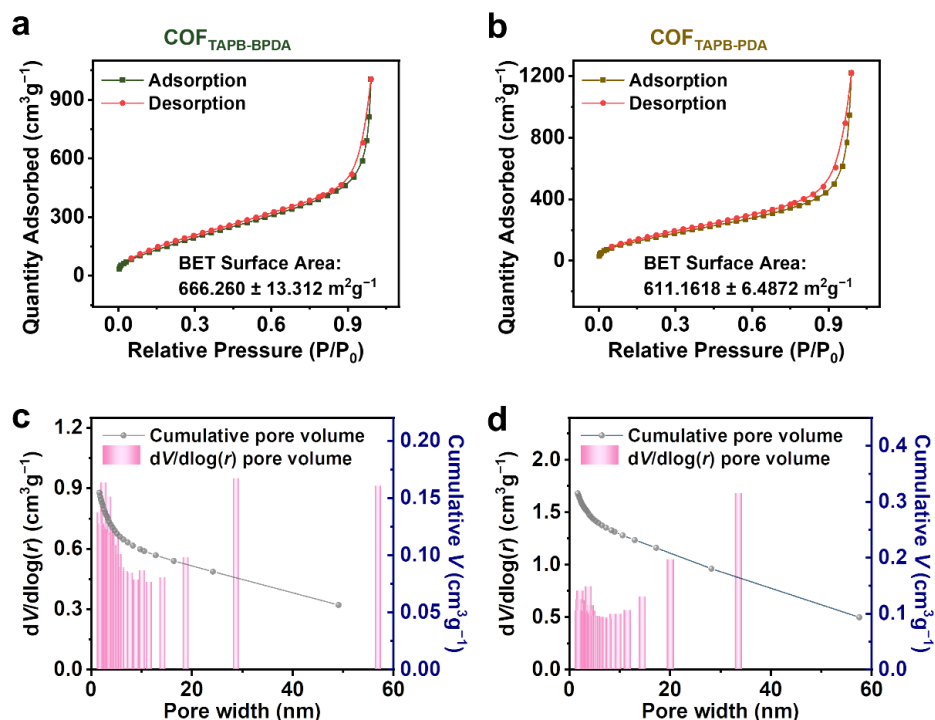 a
COF_TAPB-BPDA
Adsorption
Desorption
Quantity Adsorbed (cm³g⁻¹)
900
600
300
0
BET Surface Area:
666.260 ± 13.312 m²g⁻¹
0.0 0.3 0.6 0.9
Relative Pressure (P/P₀)
b
COF_TAPB-PDA
Adsorption
Desorption
Quantity Adsorbed (cm³g⁻¹)
1200
800
400
0
BET Surface Area:
611.1618 ± 6.4872 m²g⁻¹
0.0 0.3 0.6 0.9
Relative Pressure (P/P₀)
c
Cumulative pore volume
dV/dlog(r) pore volume
dV/dlog(r) (cm³g⁻¹)
1.2
0.9
0.6
0.3
0.0
Cumulative V (cm³g⁻¹)
0.20
0.15
0.10
0.05
0.00
0 20 40 60
Pore width (nm)
d
Cumulative pore volume
dV/dlog(r) pore volume
dV/dlog(r) (cm³g⁻¹)
2.0
1.5
1.0
0.5
0.0
Cumulative V (cm³g⁻¹)
0.4
0.3
0.2
0.1
0.0
0 20 40 60
Pore width (nm)